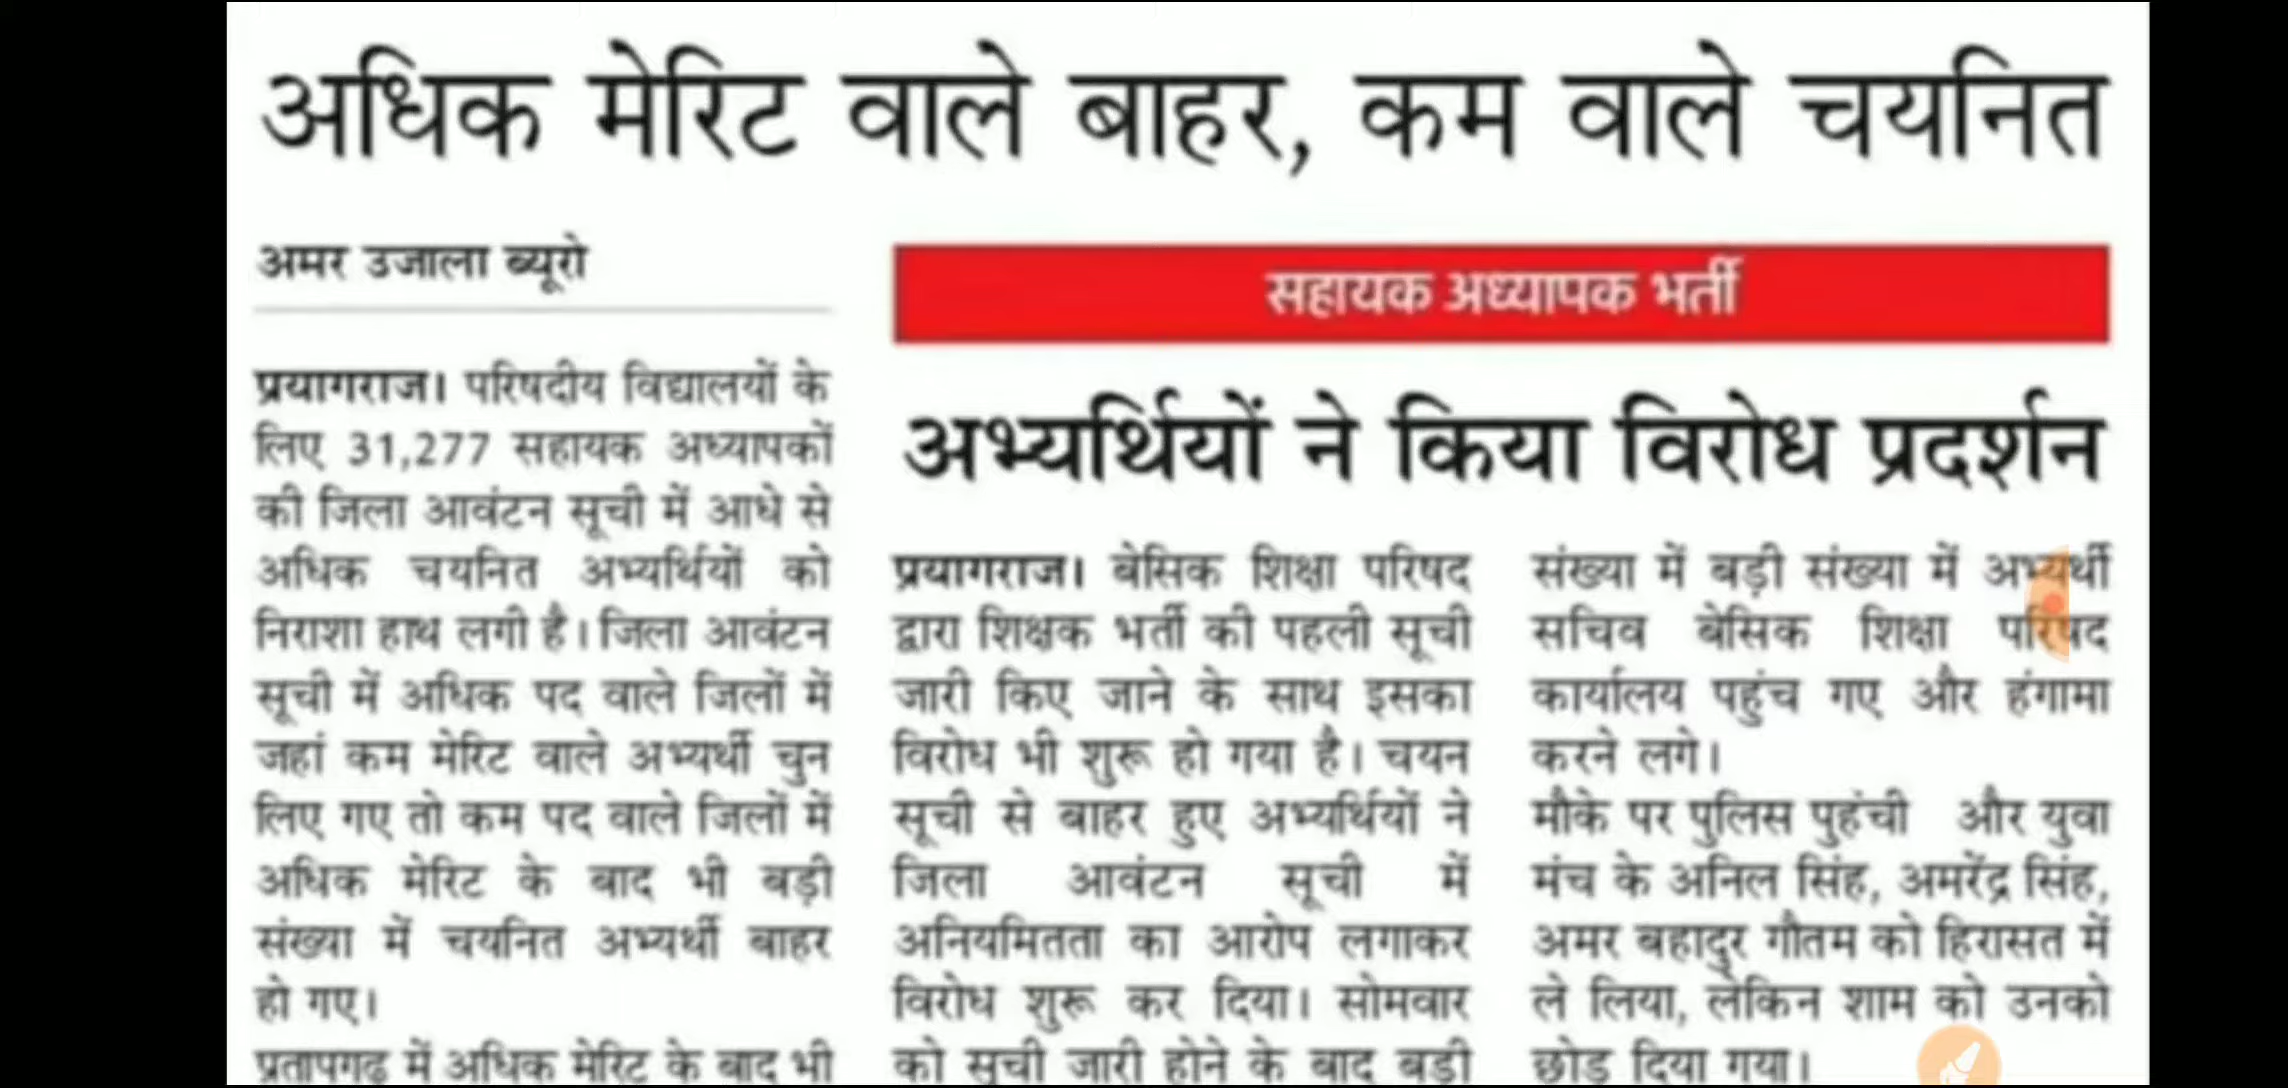 अधिक मेरिट वाले बाहर, कम वाले चयनित
अमर उजाला ब्यूरो
प्रयागराज। परिषदीय विद्यालयों के
लिए 31,277 सहायक अध्यापकों
की जिला आवंटन सूची में आधे से
अधिक चयनित अभ्यर्थियों को
निराशा हाथ लगी है। जिला आवंटन
सूची में अधिक पद वाले जिलों में
जहां कम मेरिट वाले अभ्यर्थी चुन
लिए गए तो कम पद वाले जिलों में
अधिक मेरिट के बाद भी बड़ी
संख्या में चयनित अभ्यर्थी बाहर
हो गए।
प्रतापगढ़ में अधिक मेरिट के बाद भी
सहायक अध्यापक भर्ती
अभ्यर्थियों ने किया विरोध प्रदर्शन
प्रयागराज। बेसिक शिक्षा परिषद
द्वारा शिक्षक भर्ती की पहली सूची
जारी किए जाने के साथ इसका
विरोध भी शुरू हो गया है। चयन
सूची से बाहर हुए अभ्यर्थियों ने
जिला आवंटन सूची में
अनियमितता का आरोप लगाकर
विरोध शुरू कर दिया। सोमवार
को सूची जारी होने के बाद बड़ी
संख्या में बड़ी संख्या में अभ्यर्थी
सचिव बेसिक शिक्षा परिषद
कार्यालय पहुंच गए और हंगामा
करने लगे।
मौके पर पुलिस पुहंची और युवा
मंच के अनिल सिंह, अमरेंद्र सिंह,
अमर बहादुर गौतम को हिरासत में
ले लिया, लेकिन शाम को उनको
छोड़ दिया गया।